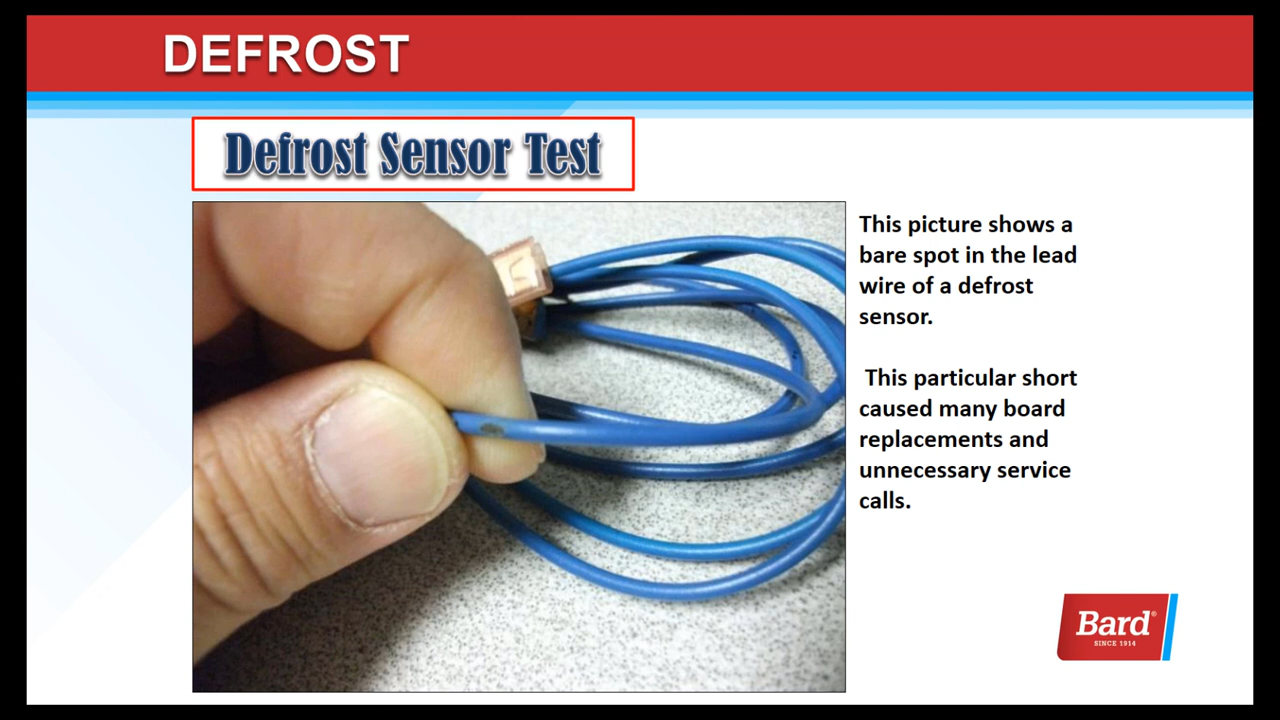 DEFROST
Defrost Sensor Test
This picture shows a
bare spot in the lead
wire of a defrost
sensor.
This particular short
caused many board
replacements and
unnecessary service
calls.
Bard®
SINCE 1914